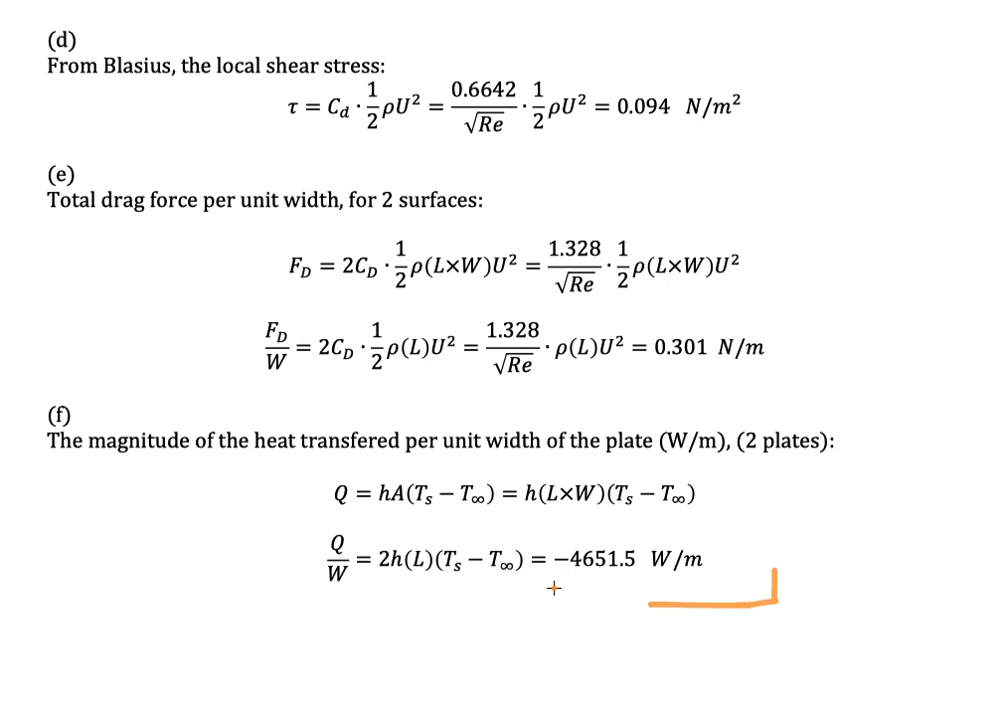 (d)
From Blasius, the local shear stress:
τ = C_d · 1/2 ρU² = 0.6642/√Re · 1/2 ρU² = 0.094 N/m²
(e)
Total drag force per unit width, for 2 surfaces:
F_D = 2C_D · 1/2 ρ(L×W)U² = 1.328/√Re · 1/2 ρ(L×W)U²
F_D/W = 2C_D · 1/2 ρ(L)U² = 1.328/√Re · ρ(L)U² = 0.301 N/m
(f)
The magnitude of the heat transfered per unit width of the plate (W/m), (2 plates):
Q = hA(T_s − T_∞) = h(L×W)(T_s − T_∞)
Q/W = 2h(L)(T_s − T_∞) = −4651.5 W/m